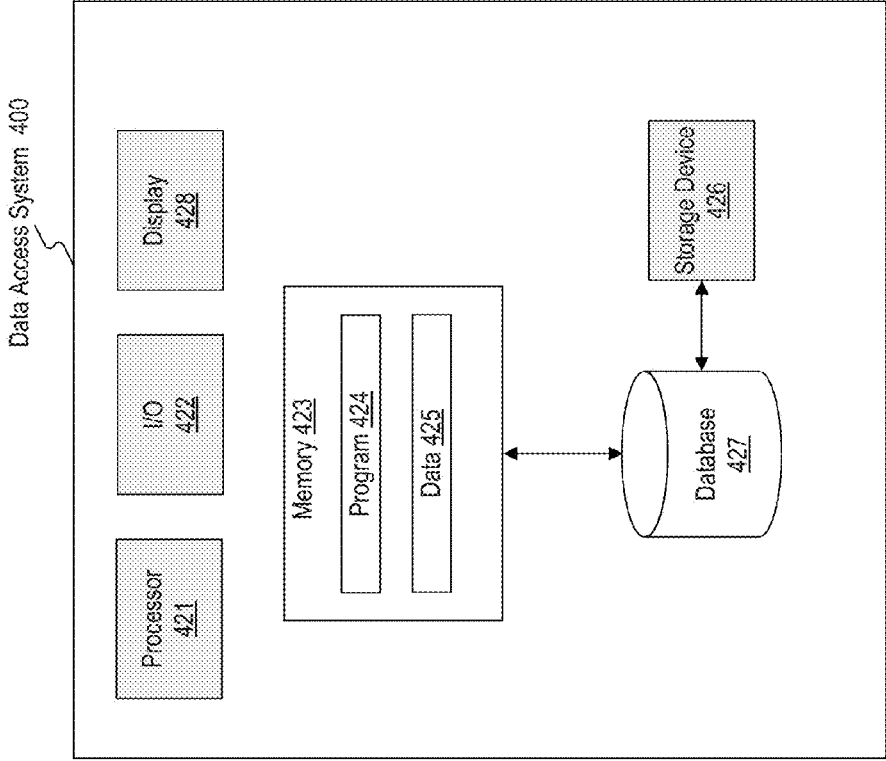 Data Access System 400
Processor
421
I/O
422
Display
428
Memory 423
Program 424
Data 425
Database
427
Storage Device
426